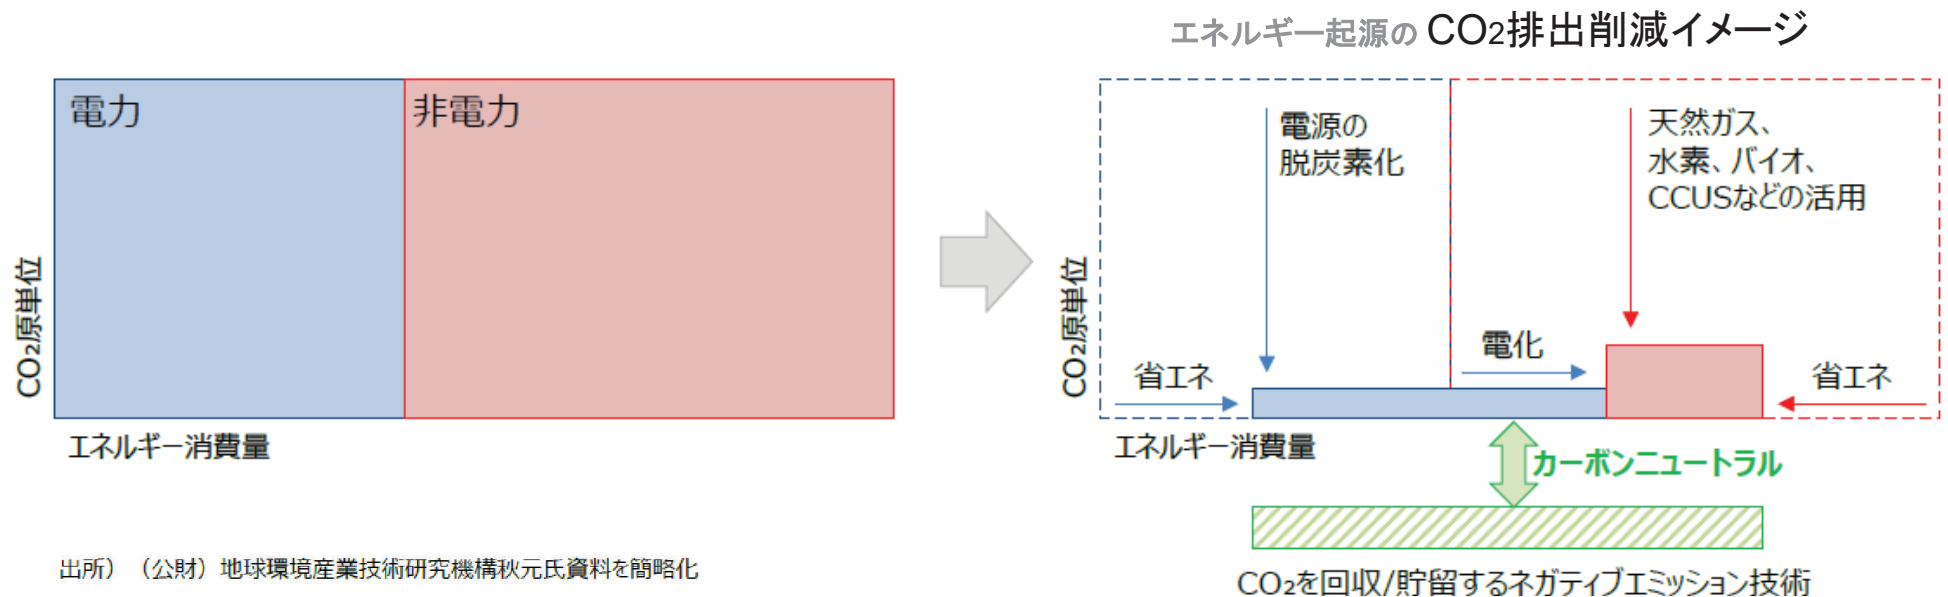 エネルギー起源の CO2排出削減イメージ
電力
非電力
CO₂原単位
エネルギー消費量
電源の
脱炭素化
天然ガス、
水素、バイオ、
CCUSなどの活用
CO₂原単位
省エネ
電化
省エネ
エネルギー消費量
カーボンニュートラル
CO₂を回収/貯留するネガティブエミッション技術
出所）（公財）地球環境産業技術研究機構秋元氏資料を簡略化